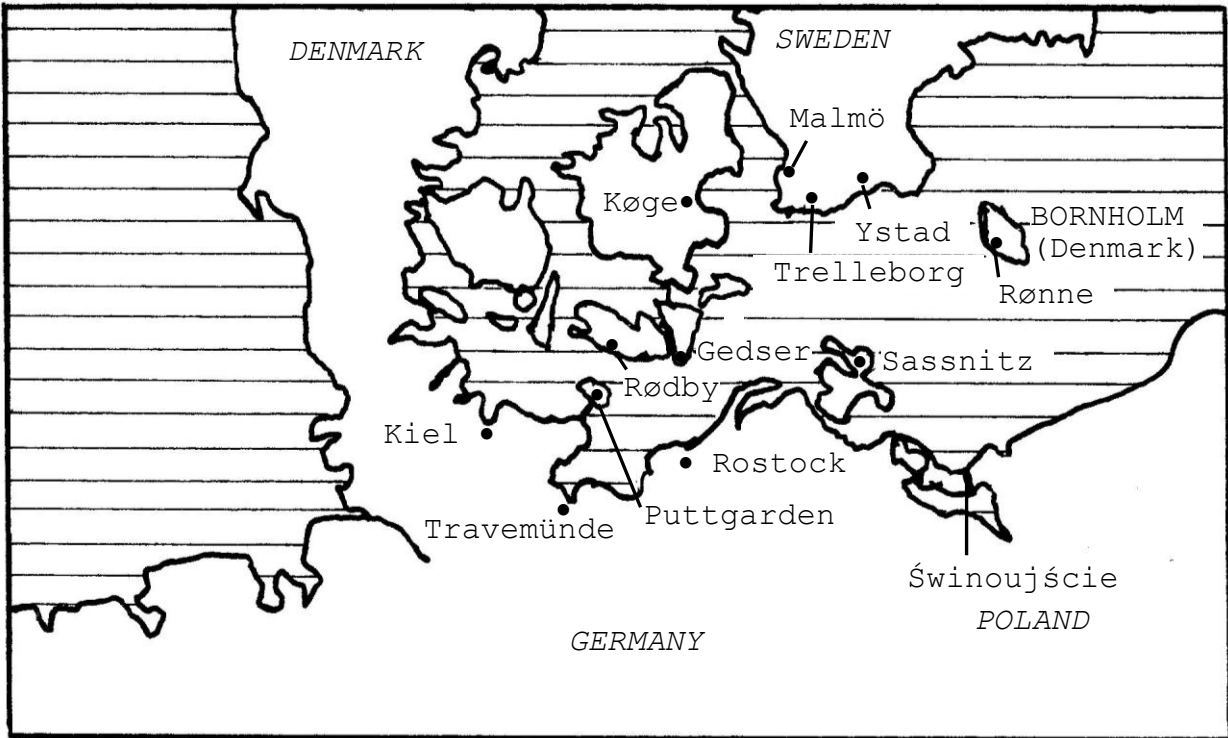 DENMARK
SWEDEN
Malmö
Køge
Ystad
BORNHOLM
(Denmark)
Trelleborg
Rønne
Gedser
Sassnitz
Rødby
Kiel
Rostock
Travemünde
Puttgarden
Świnoujście
POLAND
GERMANY